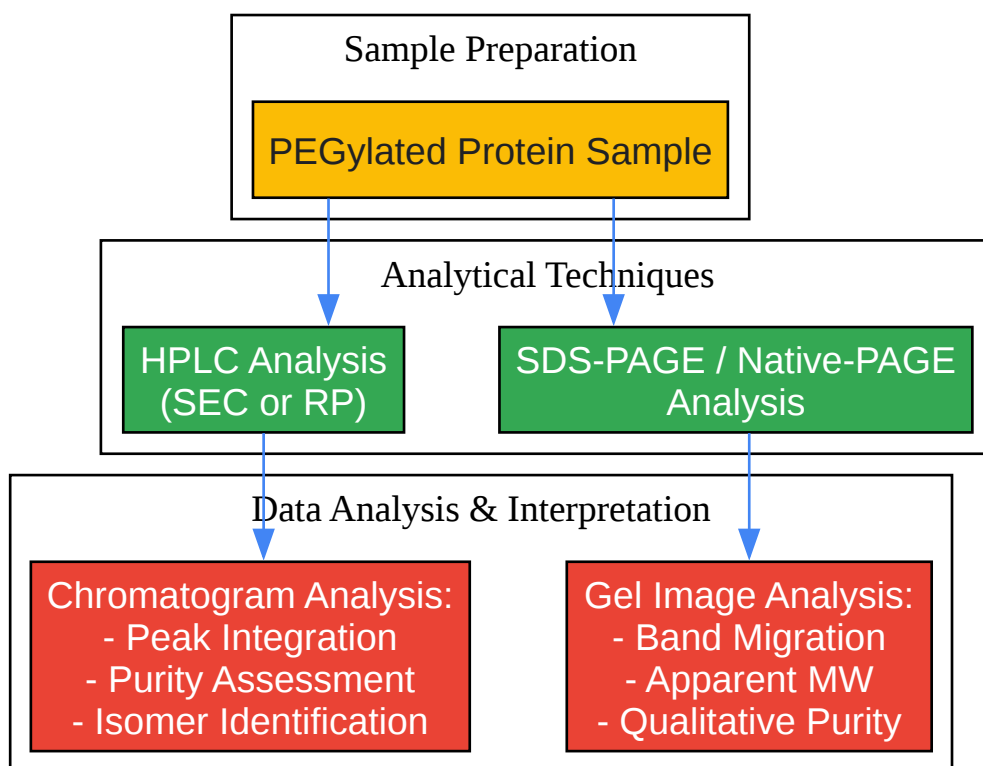 Sample Preparation
PEGylated Protein Sample
Analytical Techniques
HPLC Analysis
(SEC or RP)
SDS-PAGE / Native-PAGE
Analysis
Data Analysis & Interpretation
Chromatogram Analysis:
- Peak Integration
- Purity Assessment
- Isomer Identification
Gel Image Analysis:
- Band Migration
- Apparent MW
- Qualitative Purity